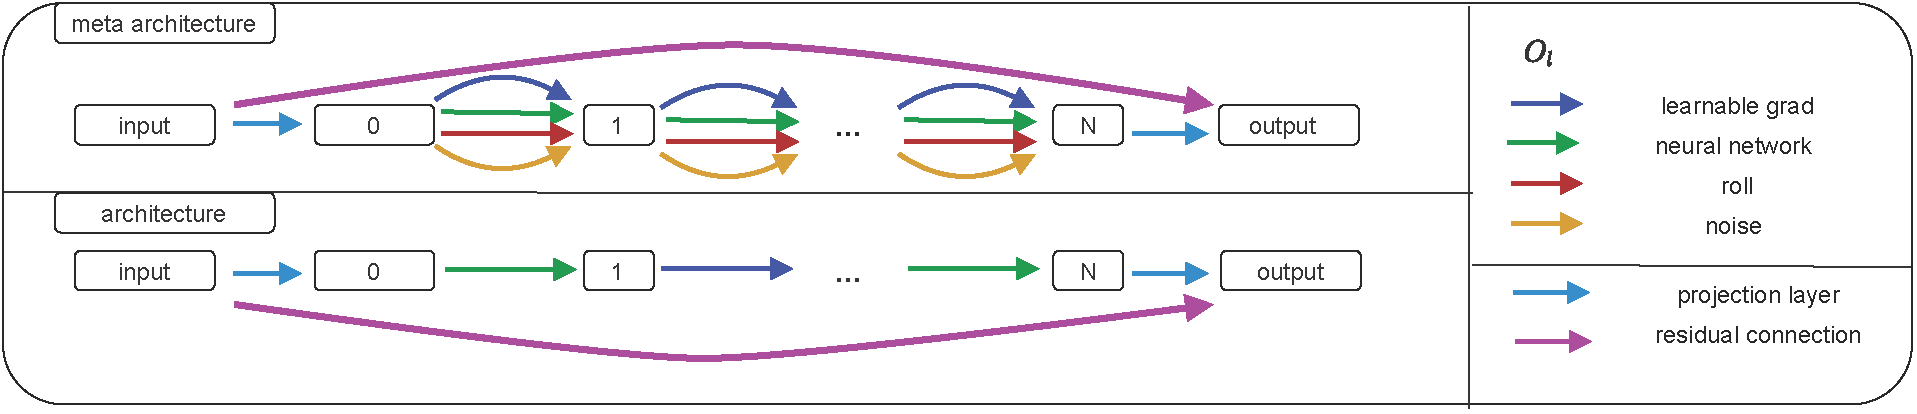 meta architecture
input
0
1
...
N
output
architecture
input
0
1
...
N
output
O_l
learnable grad
neural network
roll
noise
projection layer
residual connection